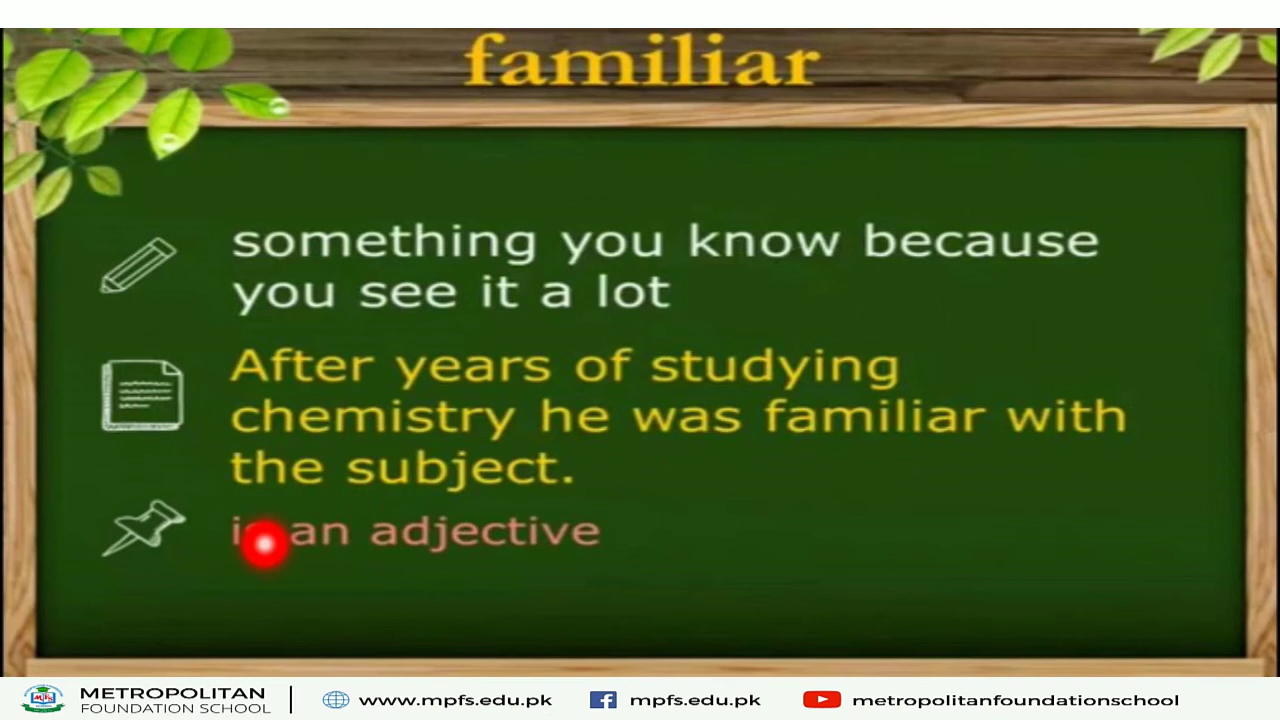 familiar
something you know because
you see it a lot
After years of studying
chemistry he was familiar with
the subject.
an adjective
METROPOLITAN
FOUNDATION SCHOOL
www.mpfs.edu.pk
mpfs.edu.pk
metropolitanfoundationschool